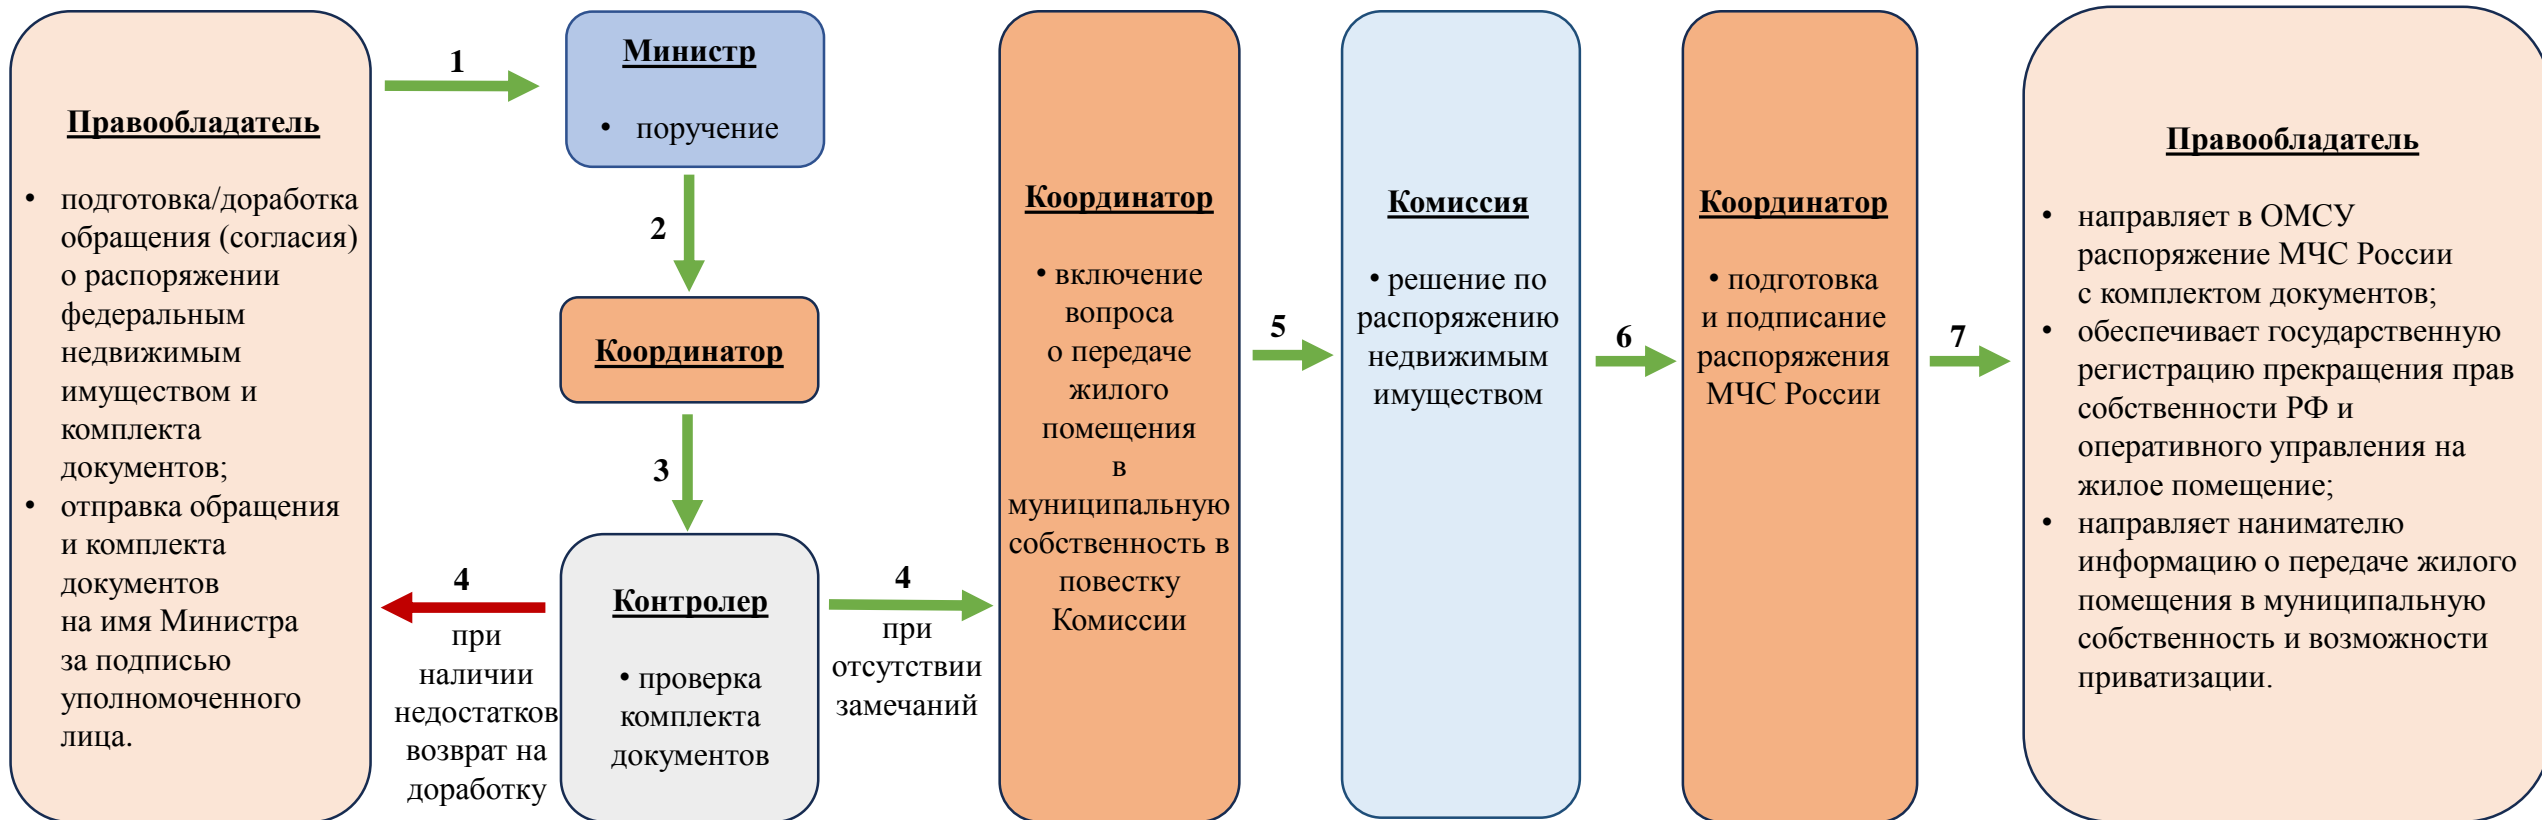 Правообладатель
• подготовка/доработка
обращения (согласия)
о распоряжении
федеральным
недвижимым
имуществом и
комплекта
документов;
• отправка обращения
и комплекта
документов
на имя Министра
за подписью
уполномоченного
лица.
1
Министр
• поручение
2
Координатор
3
Контролер
• проверка
комплекта
документов
4
при
наличии
недостатков
возврат на
доработку
4
при
отсутствии
замечаний
Координатор
• включение
вопроса
о передаче
жилого
помещения
в
муниципальную
собственность в
повестку
Комиссии
5
Комиссия
• решение по
распоряжению
недвижимым
имуществом
6
Координатор
• подготовка
и подписание
распоряжения
МЧС России
7
Правообладатель
• направляет в ОМСУ
распоряжение МЧС России
с комплектом документов;
• обеспечивает государственную
регистрацию прекращения прав
собственности РФ и
оперативного управления на
жилое помещение;
• направляет нанимателю
информацию о передаче жилого
помещения в муниципальную
собственность и возможности
приватизации.